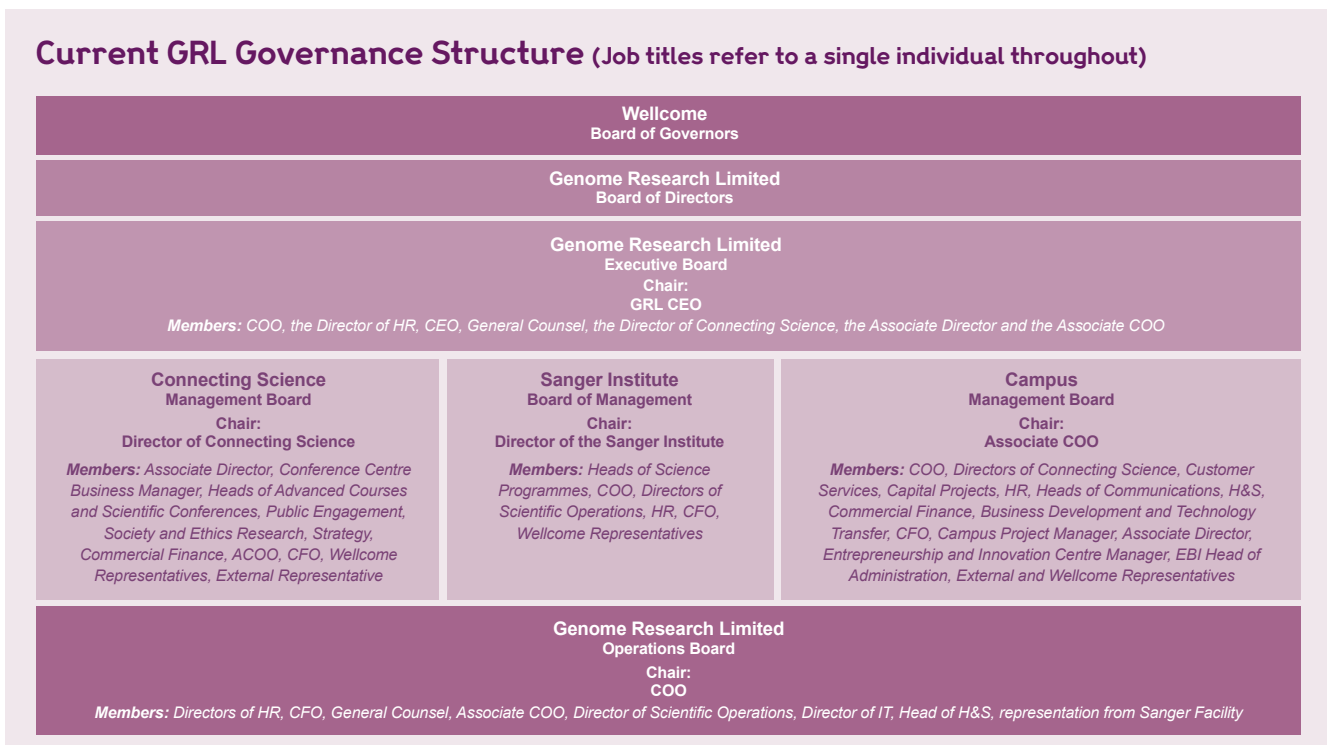 Current GRL Governance Structure (Job titles refer to a single individual throughout)
Wellcome
Board of Governors
Genome Research Limited
Board of Directors
Genome Research Limited
Executive Board
Chair:
GRL CEO
Members: COO, the Director of HR, CEO, General Counsel, the Director of Connecting Science, the Associate Director and the Associate COO
Connecting Science
Management Board
Chair:
Director of Connecting Science
Members: Associate Director, Conference Centre
Business Manager, Heads of Advanced Courses
and Scientific Conferences, Public Engagement,
Society and Ethics Research, Strategy,
Commercial Finance, ACOO, CFO, Wellcome
Representatives, External Representative
Sanger Institute
Board of Management
Chair:
Director of the Sanger Institute
Members: Heads of Science
Programmes, COO, Directors of
Scientific Operations, HR, CFO,
Wellcome Representatives
Campus
Management Board
Chair:
Associate COO
Members: COO, Directors of Connecting Science, Customer
Services, Capital Projects, HR, Heads of Communications, H&S,
Commercial Finance, Business Development and Technology
Transfer, CFO, Campus Project Manager, Associate Director,
Entrepreneurship and Innovation Centre Manager, EBI Head of
Administration, External and Wellcome Representatives
Genome Research Limited
Operations Board
Chair:
COO
Members: Directors of HR, CFO, General Counsel, Associate COO, Director of Scientific Operations, Director of IT, Head of H&S, representation from Sanger Facility